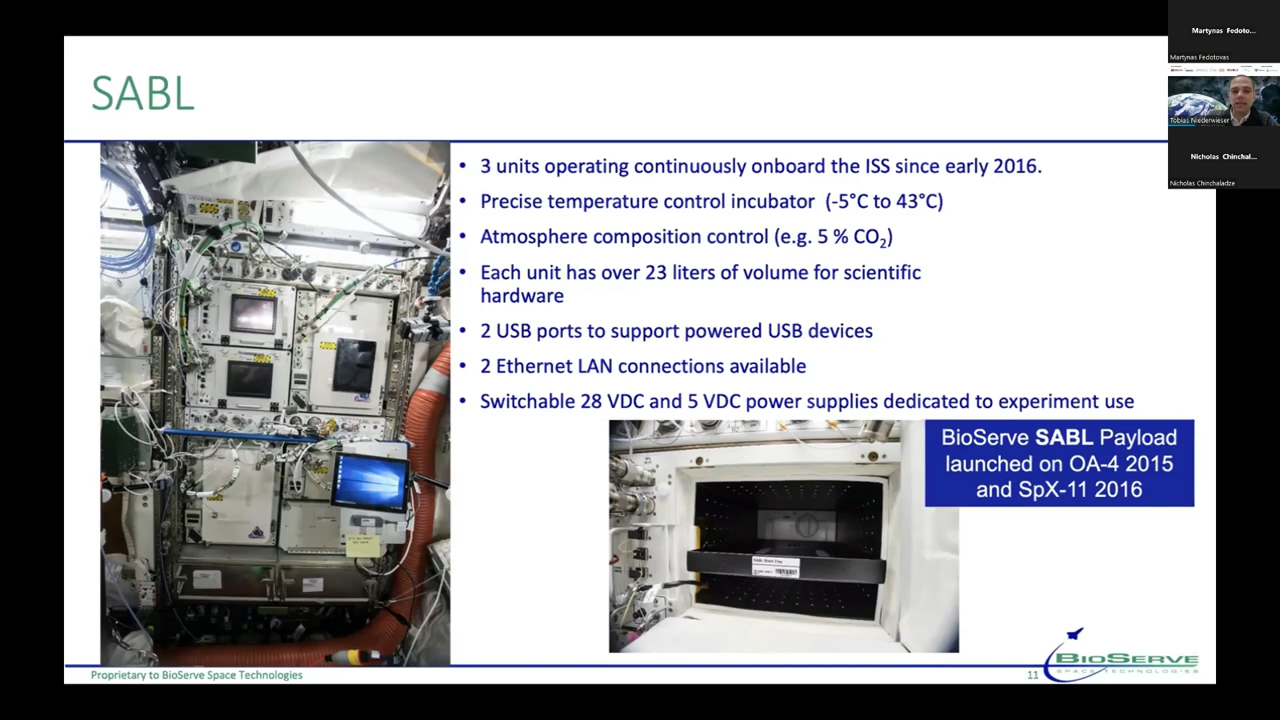 SABL
• 3 units operating continuously onboard the ISS since early 2016.
• Precise temperature control incubator (-5°C to 43°C)
• Atmosphere composition control (e.g. 5 % CO₂)
• Each unit has over 23 liters of volume for scientific
hardware
• 2 USB ports to support powered USB devices
• 2 Ethernet LAN connections available
• Switchable 28 VDC and 5 VDC power supplies dedicated to experiment use
BioServe SABL Payload
launched on OA-4 2015
and SpX-11 2016
Proprietary to BioServe Space Technologies
11
BIOSERVE
SPACE TECHNOLOGIES
Martynas Fedoto...
Martynas Fedotovas
Tobias Niederwieser
Nicholas Chinchal...
Nicholas Chinchaladze